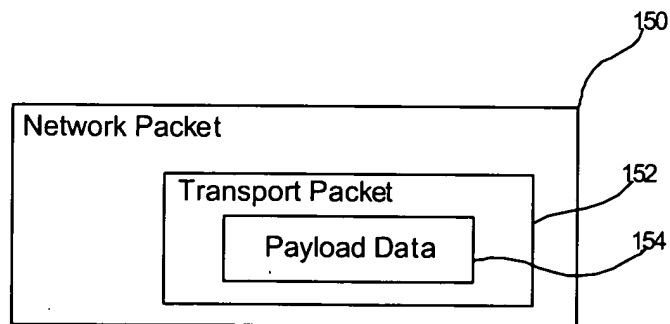 150
Network Packet
Transport Packet
152
Payload Data
154